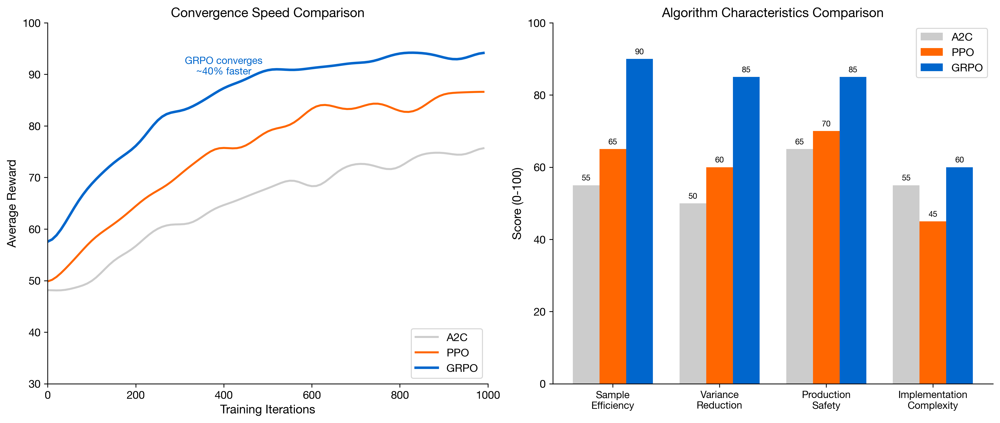 Convergence Speed Comparison
100
90
80
70
60
50
40
30
Average Reward
GRPO converges
~40% faster
A2C
PPO
GRPO
0
200
400
600
800
1000
Training Iterations
Algorithm Characteristics Comparison
100
80
60
40
20
0
Score (0-100)
A2C
PPO
GRPO
55
65
90
50
60
85
65
70
85
55
45
60
Sample
Efficiency
Variance
Reduction
Production
Safety
Implementation
Complexity